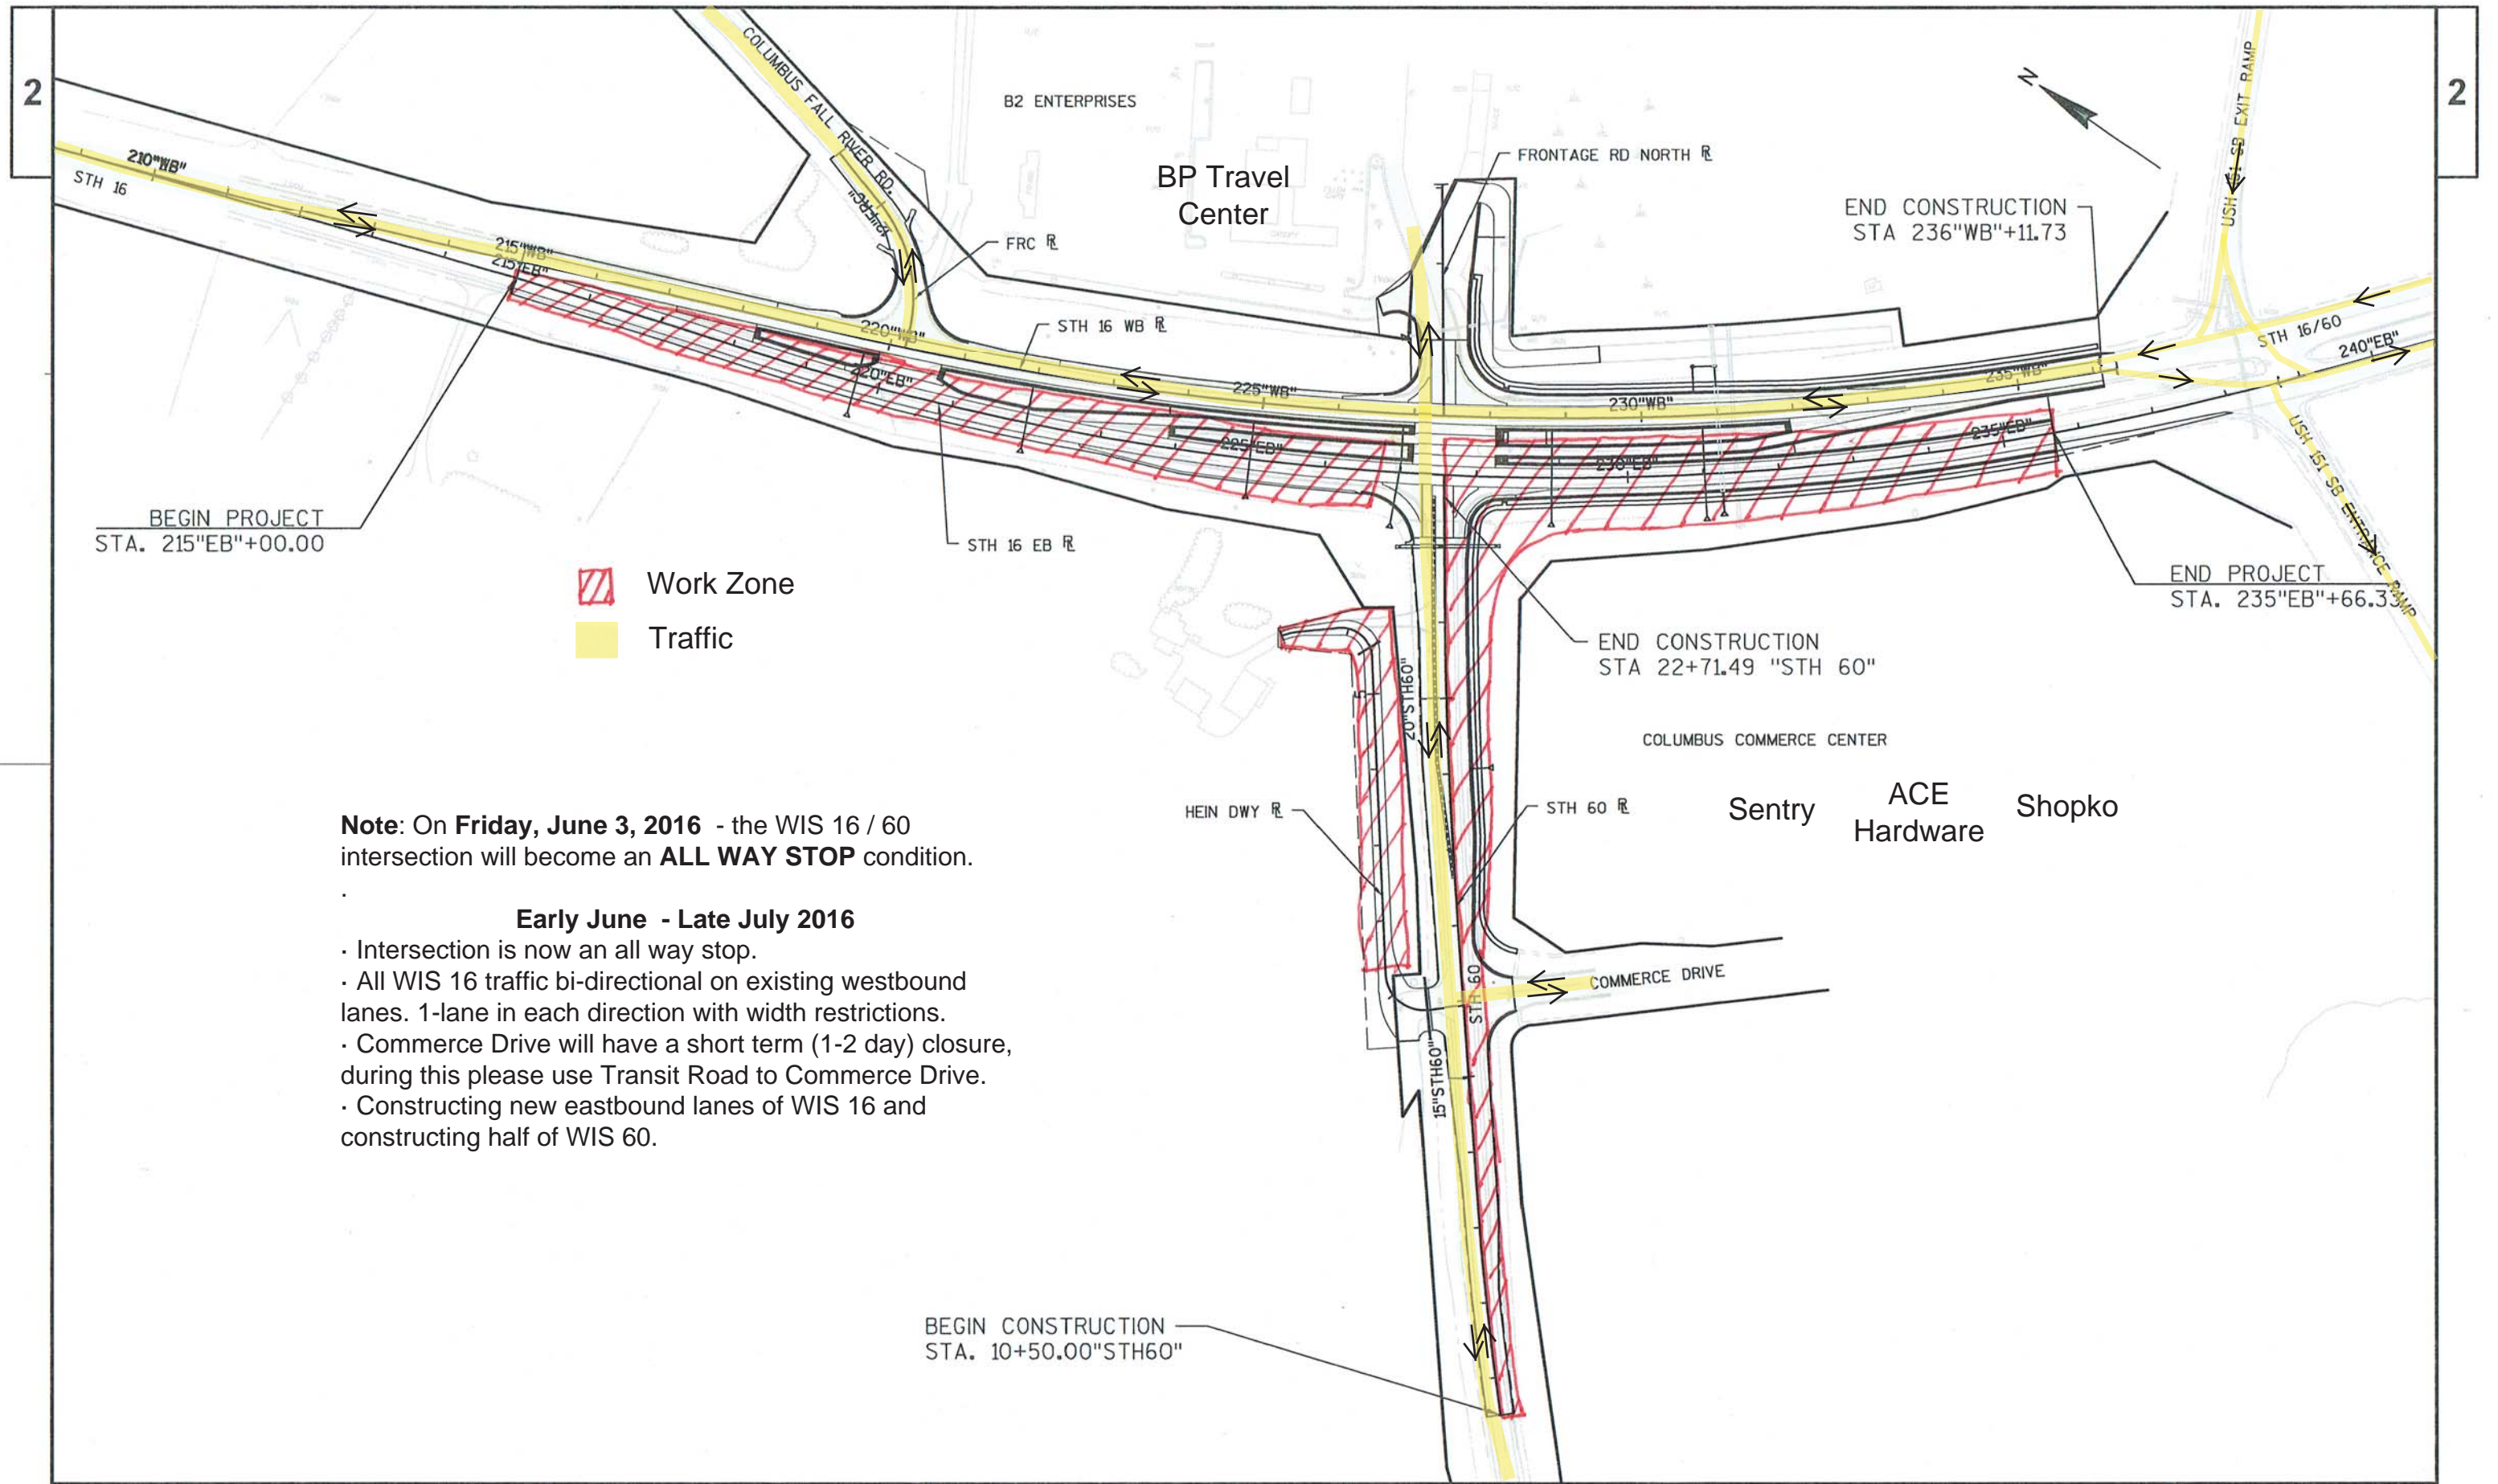 2
2
COLUMBUS FALL RIVER RD.
B2 ENTERPRISES
BP Travel
Center
FRONTAGE RD NORTH
N
USH 151 SB EXIT RAMP
END CONSTRUCTION
STA 236"WB"+11.73
210"WB"
STH 16
"FRC"
FRC
215"WB"
215"EB"
STH 16 WB
220"WB"
220"EB"
225"WB"
225"EB"
230"WB"
230"EB"
235"WB"
235"EB"
STH 16/60
240"EB"
USH 151 SB ENTRANCE RAMP
BEGIN PROJECT
STA. 215"EB"+00.00
STH 16 EB
END PROJECT
STA. 235"EB"+66.33
Work Zone
Traffic
END CONSTRUCTION
STA 22+71.49 "STH 60"
20"STH60"
COLUMBUS COMMERCE CENTER
HEIN DWY
STH 60
Sentry
ACE
Hardware
Shopko
Note: On Friday, June 3, 2016 - the WIS 16 / 60
intersection will become an ALL WAY STOP condition.
.
Early June - Late July 2016
· Intersection is now an all way stop.
· All WIS 16 traffic bi-directional on existing westbound
lanes. 1-lane in each direction with width restrictions.
· Commerce Drive will have a short term (1-2 day) closure,
during this please use Transit Road to Commerce Drive.
· Constructing new eastbound lanes of WIS 16 and
constructing half of WIS 60.
STH 60
COMMERCE DRIVE
15"STH60"
BEGIN CONSTRUCTION
STA. 10+50.00"STH60"